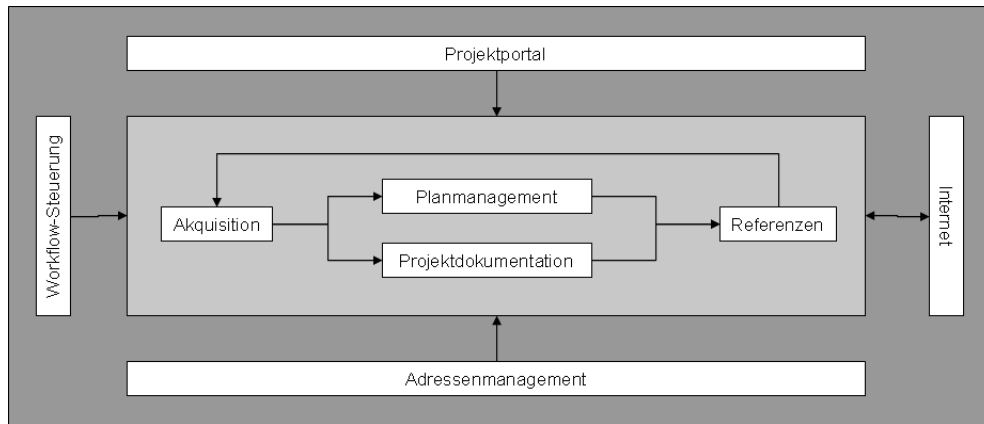 Projektportal
Workflow-Steuerung
Akquisition
Planmanagement
Projektdokumentation
Referenzen
Internet
Adressenmanagement